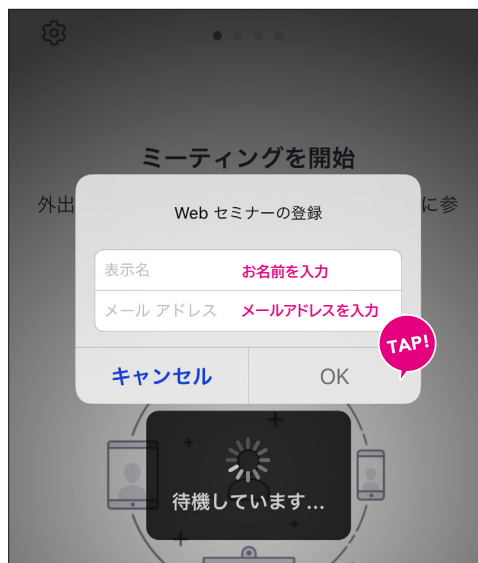 ミーティングを開始
外出
に参
Web セミナーの登録
表示名 お名前を入力
メール アドレス メールアドレスを入力
TAP!
キャンセル OK
待機しています...